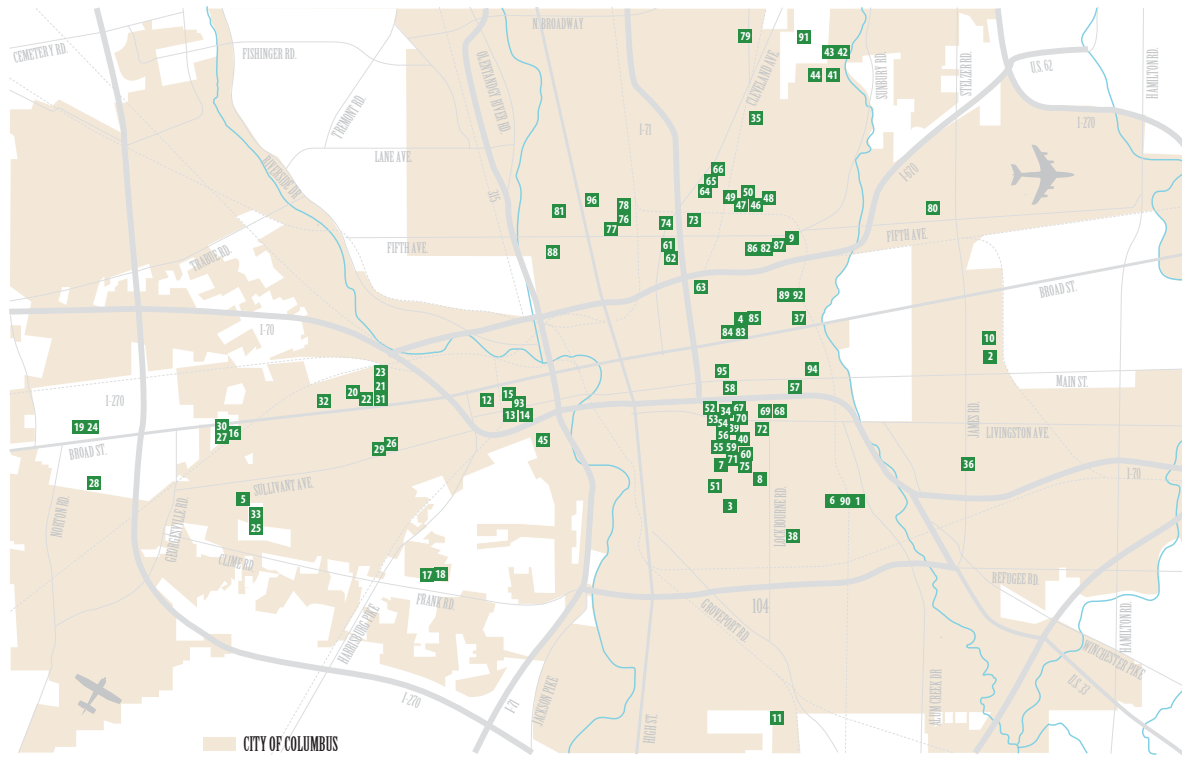 N BROADWAY
79
91
CEMETERY RD.
FISHINGER RD.
43 42
U.S. 62
44 41
OLENTANGY RIVER RD.
CLEVELAND AVE
SUNBURY RD.
STELZER RD.
HAMILTON RD.
TREMONT RD.
35
I-71
I-270
LANE AVE.
RIVERSIDE DR
66
I-670
65
64
50
49
48
47 46
315
96
78
81
76
80
73
74
77
FIFTH AVE.
88
61
62
86 82 87
9
FIFTH AVE.
TRABUE RD.
63
89 92
BROAD ST.
4 85
37
84 83
I-70
10
2
23
95
94
MAIN ST.
21
58
57
20
22 31
32
12
15
93
13 14
I-270
52 34 67
69 68
53 54 70
39
72
JAMES RD.
LIVINGSTON AVE.
19 24
30
16
27
56 40
45
26
29
55 59
60
BROAD ST.
71
7
75
36
I-70
28
8
SULLIVANT AVE.
51
5
NORTON RD.
GEORGESVILLE RD.
33
25
3
LOCKBOURNE RD.
6 90 1
38
CLIME RD.
17 18
REFUGEE RD.
FRANK RD.
104
GROVEPORT RD.
HARRISBURG PIKE
HAMILTON RD.
WINCHESTER PIKE
U.S. 33
I-270
I-71
JACKSON PIKE
HIGH ST.
ALUM CREEK DR
11
CITY OF COLUMBUS